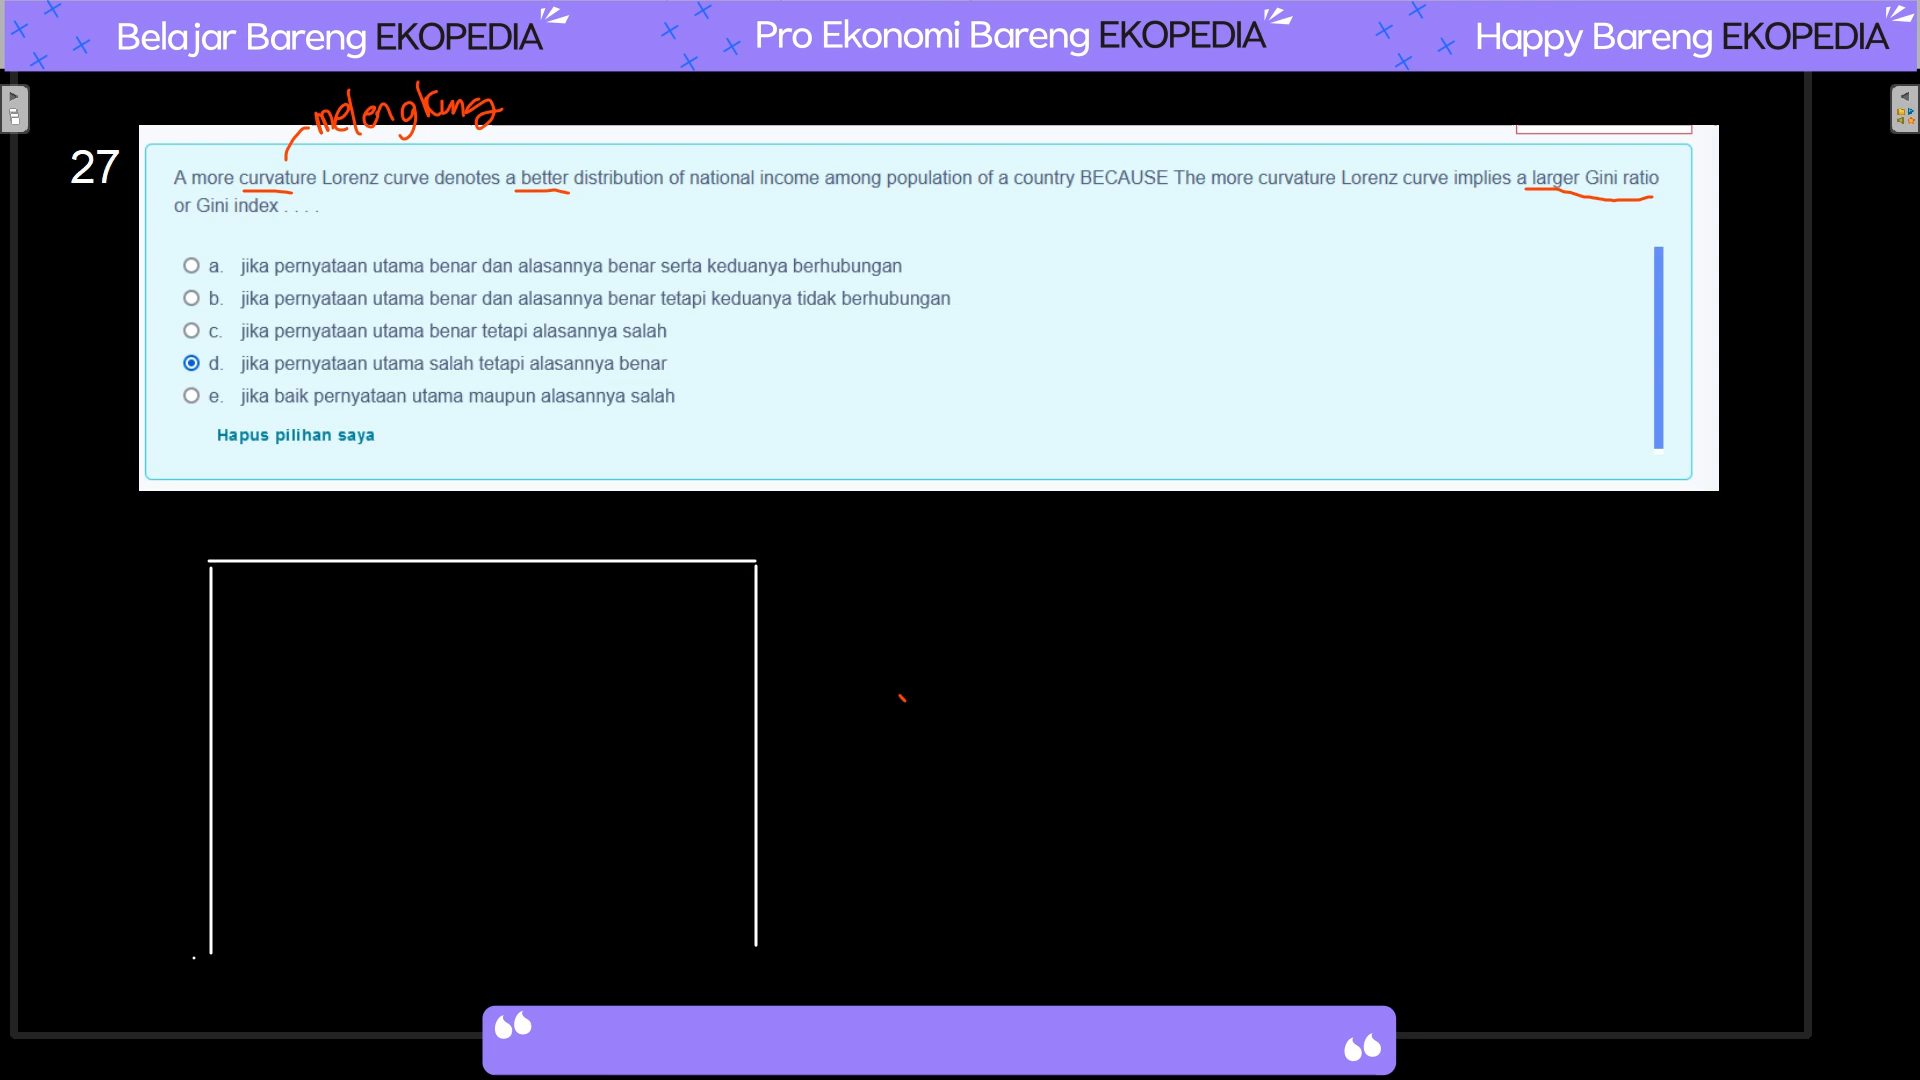 Belajar Bareng EKOPEDIA Pro Ekonomi Bareng EKOPEDIA Happy Bareng EKOPEDIA
melengkung
27
A more curvature Lorenz curve denotes a better distribution of national income among population of a country BECAUSE The more curvature Lorenz curve implies a larger Gini ratio
or Gini index . . . .
a. jika pernyataan utama benar dan alasannya benar serta keduanya berhubungan
b. jika pernyataan utama benar dan alasannya benar tetapi keduanya tidak berhubungan
c. jika pernyataan utama benar tetapi alasannya salah
d. jika pernyataan utama salah tetapi alasannya benar
e. jika baik pernyataan utama maupun alasannya salah
Hapus pilihan saya